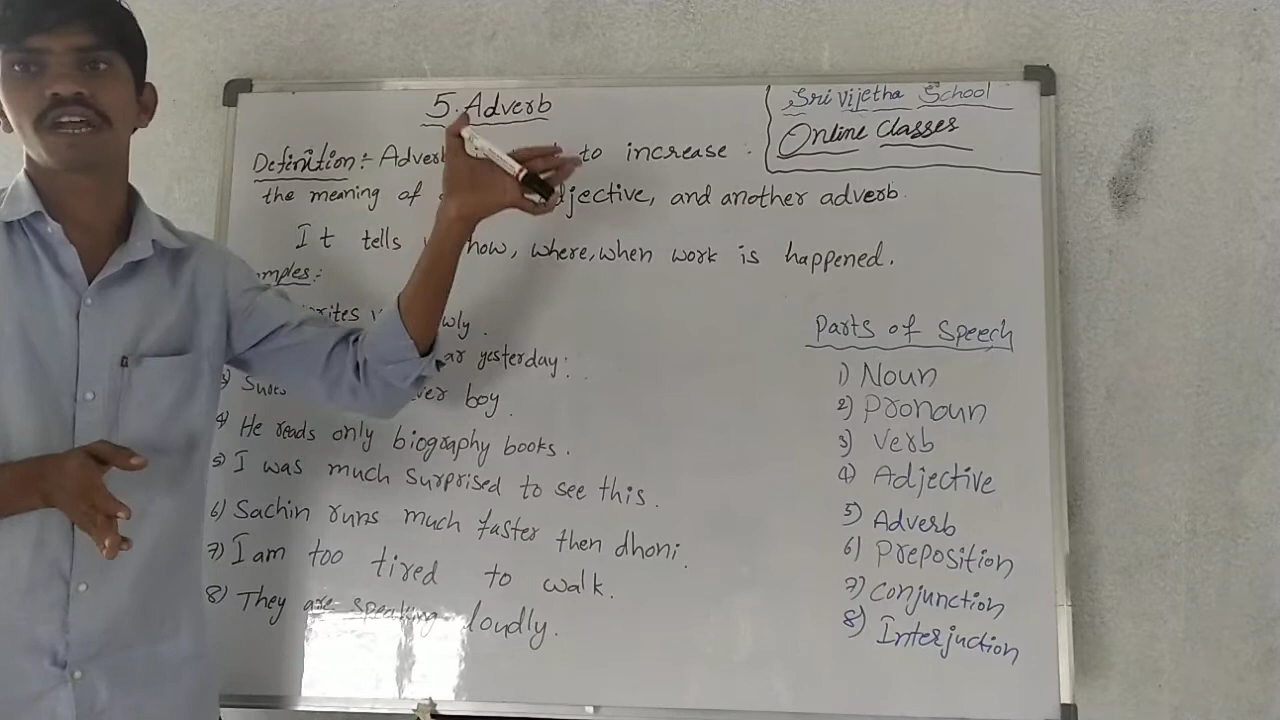 5. Adverb
Sri Vijetha School
Online Classes
Definition:- Adverb to increase
the meaning of and another adverb.
It tells how, where, when work is happened.
yesterday.
boy.
4) He reads only biography books.
5) I was much surprised to see this.
6) Sachin runs much faster then dhoni.
7) I am too tired to walk.
8) They are speaking loudly.
Parts of Speech
1) Noun
2) Pronoun
3) Verb
4) Adjective
5) Adverb
6) Preposition
7) Conjunction
8) Interjuction